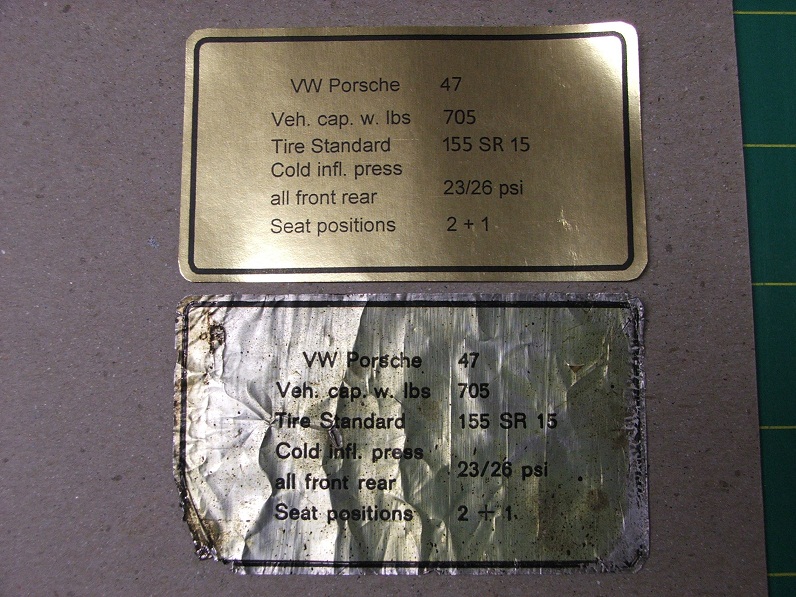 VW Porsche 47
Veh. cap. w. lbs 705
Tire Standard 155 SR 15
Cold infl. press
all front rear 23/26 psi
Seat positions 2 + 1
VW Porsche 47
Veh. cap. w. lbs 705
Tire Standard 155 SR 15
Cold infl. press
all front rear 23/26 psi
Seat positions 2 + 1